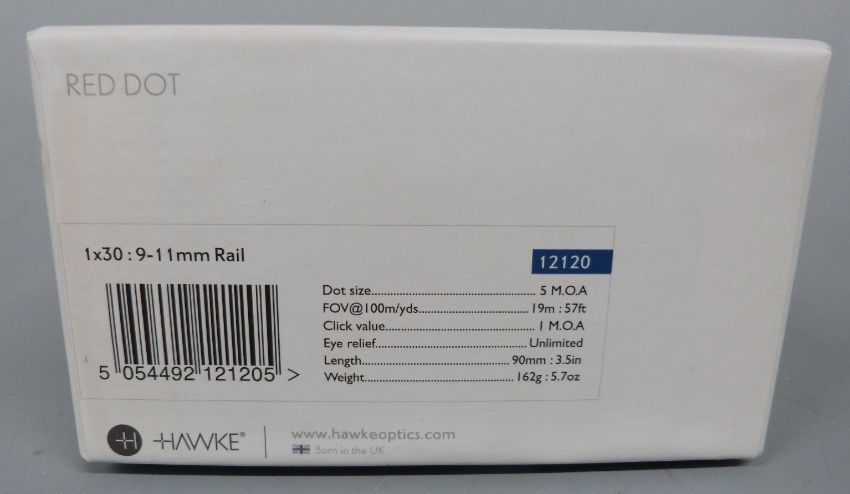 RED DOT
1x30 : 9-11mm Rail
12120
Dot size........................................................ 5 M.O.A
FOV@100m/yds.............................. 19m : 57ft
Click value.................................................. 1 M.O.A
Eye relief.................................................. Unlimited
Length.................................................. 90mm : 3.5in
Weight.................................................. 162g : 5.7oz
5 054492 121205 >
H HAWKE®
www.hawkeoptics.com
Born in the UK